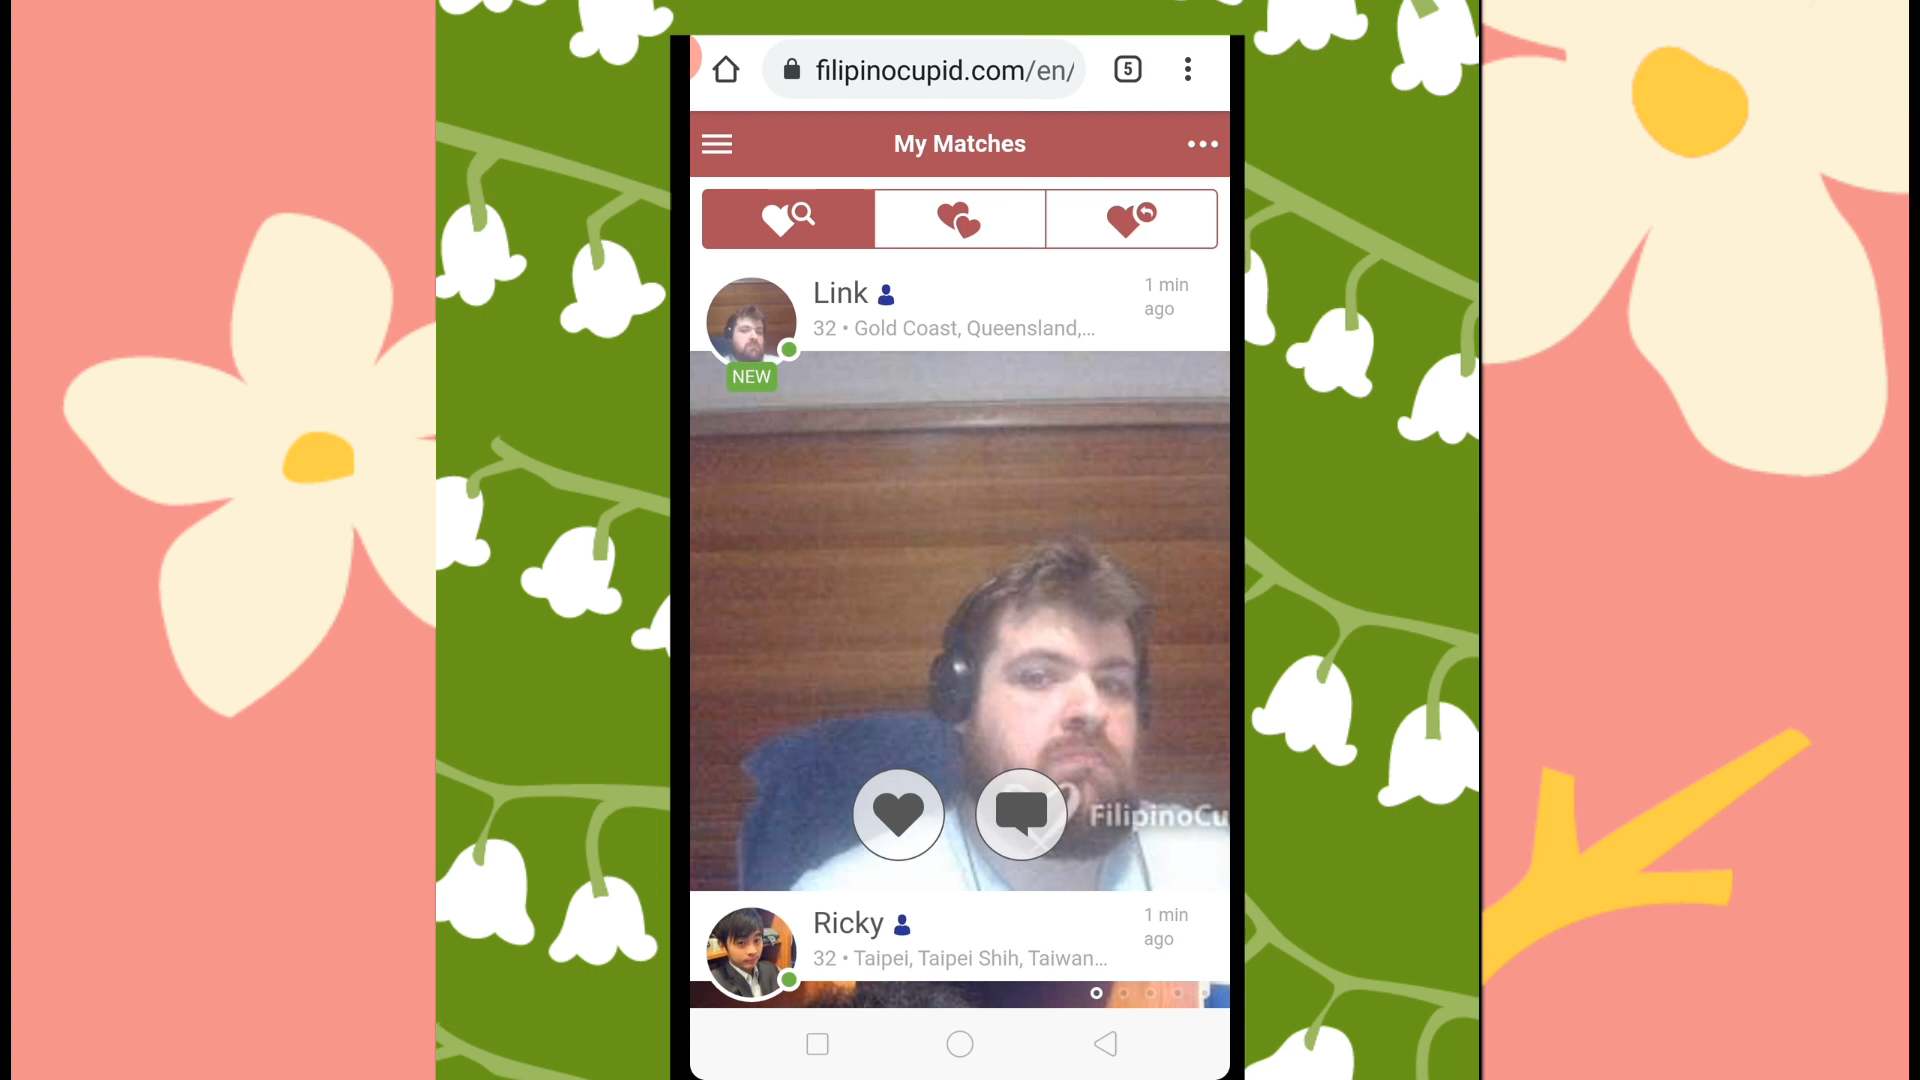 filipinocupid.com/en/
5
My Matches
Link
1 min
ago
32 • Gold Coast, Queensland,...
NEW
FilipinoCu
Ricky
1 min
ago
32 • Taipei, Taipei Shih, Taiwan...